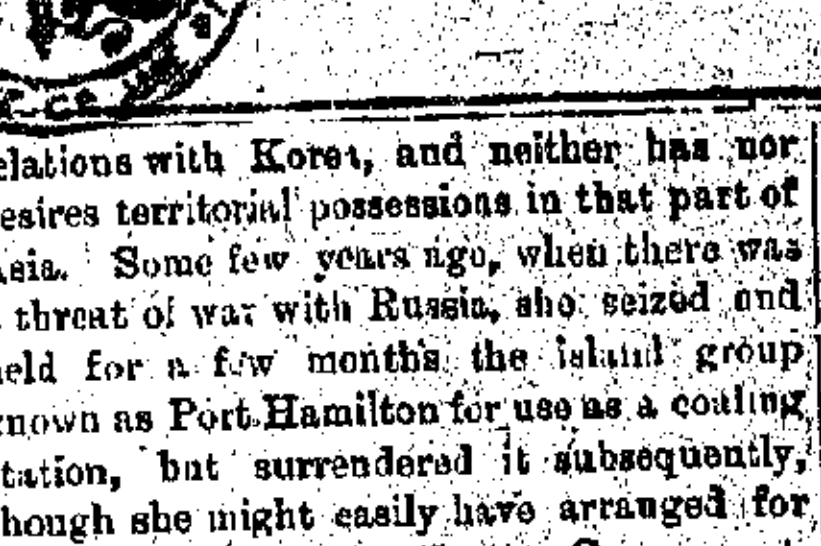 elations with Korea, and neither has nor
esires territorial possessions in that part of
Asia. Some few years ago, when there was
threat of war with Russia, she seized and
held for a few months the island group
known as Port Hamilton for use as a coaling
tation, but surrendered it subsequently,
hough she might easily have arranged for